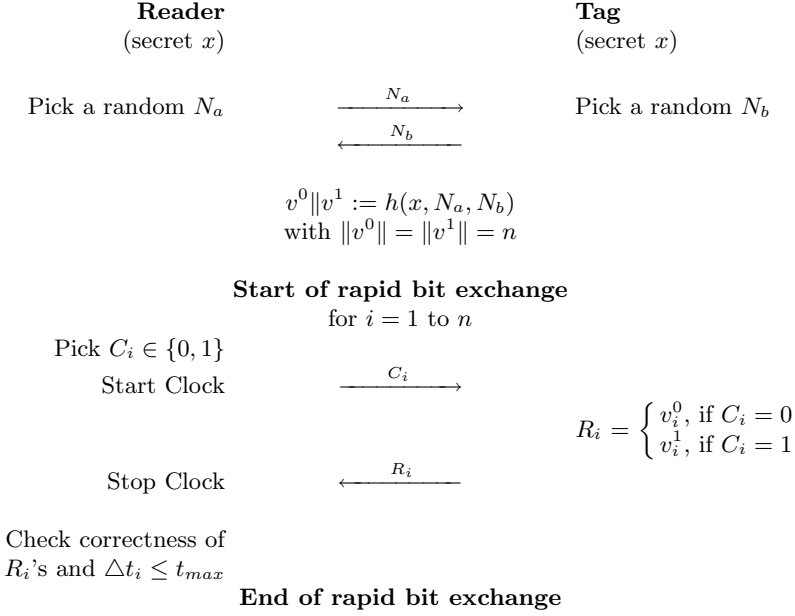 Reader Tag
(secret x) (secret x)
Pick a random N_a N_a Pick a random N_b
N_b
v^0‖v^1 := h(x, N_a, N_b)
with ‖v^0‖ = ‖v^1‖ = n
Start of rapid bit exchange
for i = 1 to n
Pick C_i ∈ {0, 1}
Start Clock C_i
R_i = { v_i^0, if C_i = 0
v_i^1, if C_i = 1
Stop Clock R_i
Check correctness of
R_i's and △t_i ≤ t_max
End of rapid bit exchange